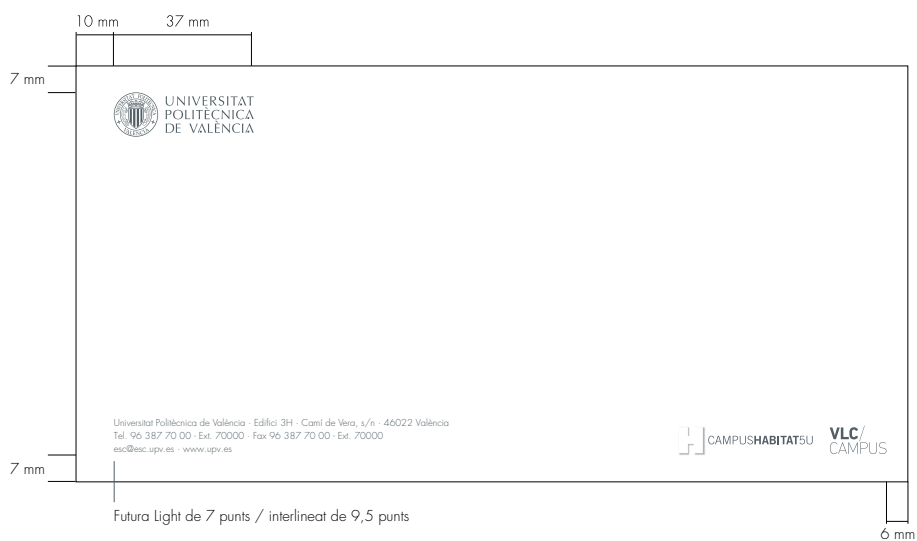 10 mm
37 mm
7 mm
UNIVERSITAT POLITÈCNICA
VALÈNCIA
UNIVERSITAT
POLITÈCNICA
DE VALÈNCIA
Universitat Politècnica de València · Edifici 3H · Camí de Vera, s/n · 46022 València
Tel. 96 387 70 00 · Ext. 70000 · Fax 96 387 70 00 · Ext. 70000
esc@esc.upv.es · www.upv.es
H CAMPUSHABITAT5U
VLC/
CAMPUS
7 mm
Futura Light de 7 punts / interlineat de 9,5 punts
6 mm